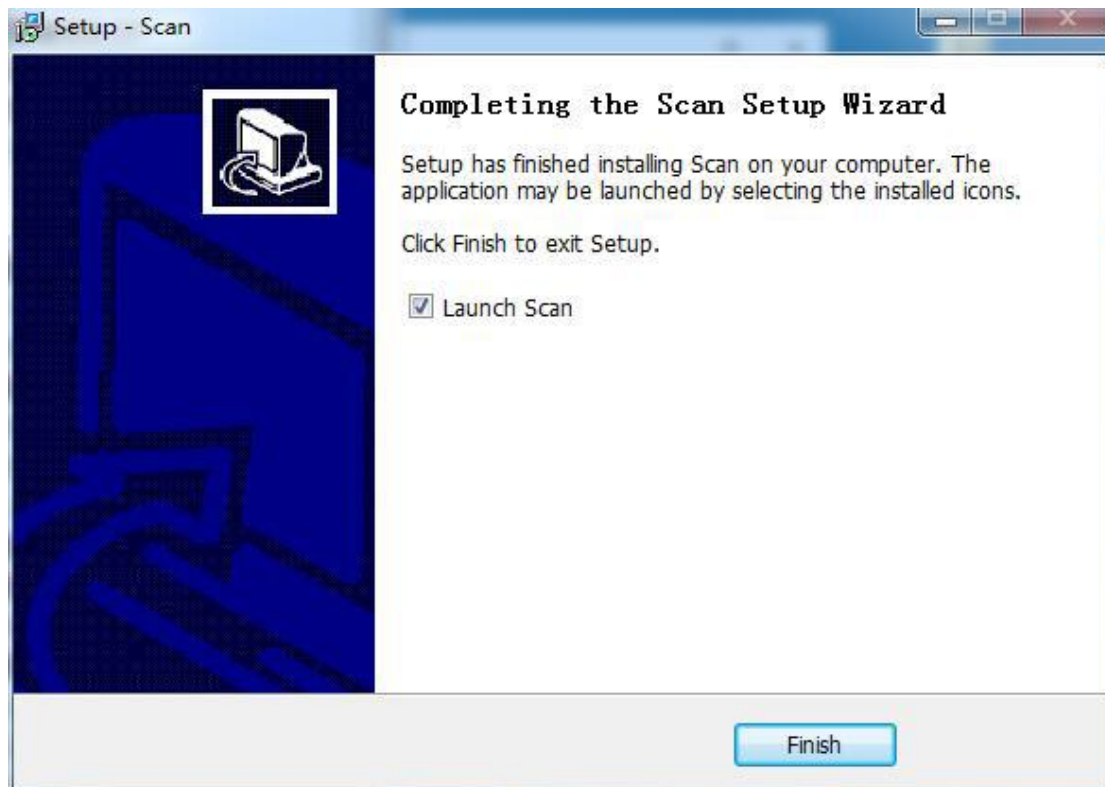 Setup - Scan
Completing the Scan Setup Wizard
Setup has finished installing Scan on your computer. The
application may be launched by selecting the installed icons.
Click Finish to exit Setup.
Launch Scan
Finish